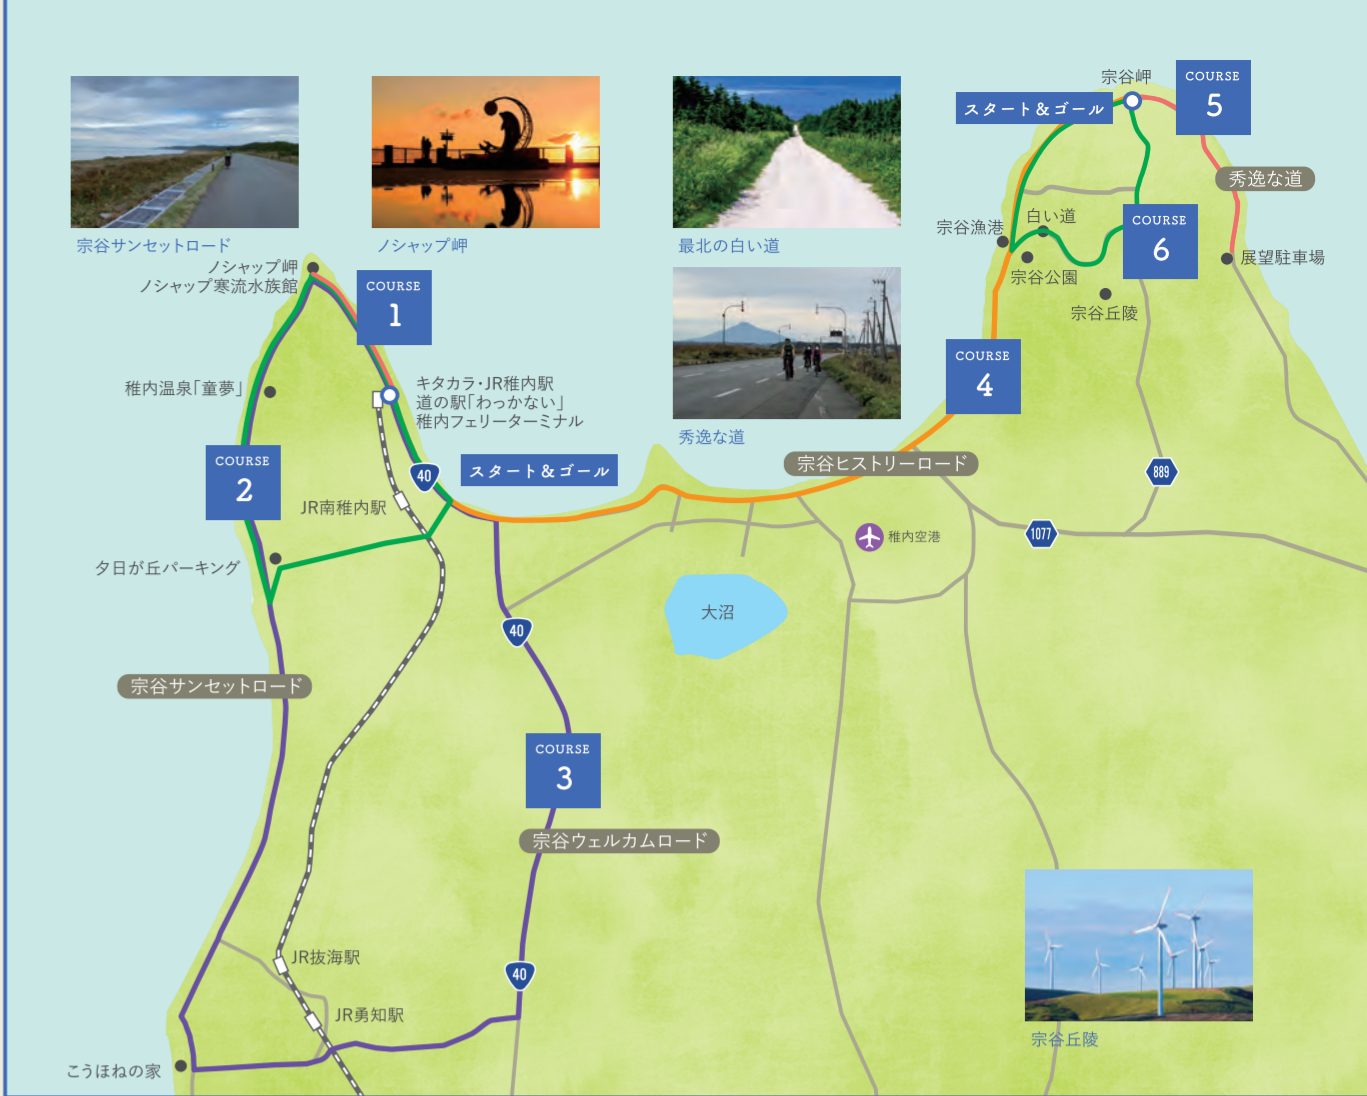 宗谷岬
COURSE
5
スタート&ゴール
秀逸な道
宗谷サンセットロード
ノシャップ岬
最北の白い道
宗谷漁港
白い道
COURSE
6
展望駐車場
宗谷公園
宗谷丘陵
ノシャップ岬
ノシャップ寒流水族館
COURSE
1
COURSE
4
稚内温泉「童夢」
キタカラ・JR稚内駅
道の駅「わっかない」
稚内フェリーターミナル
秀逸な道
COURSE
2
40
スタート&ゴール
宗谷ヒストリーロード
889
JR南稚内駅
稚内空港
1077
夕日が丘パーキング
大沼
40
宗谷サンセットロード
COURSE
3
宗谷ウェルカムロード
JR抜海駅
40
JR勇知駅
宗谷丘陵
こうほねの家